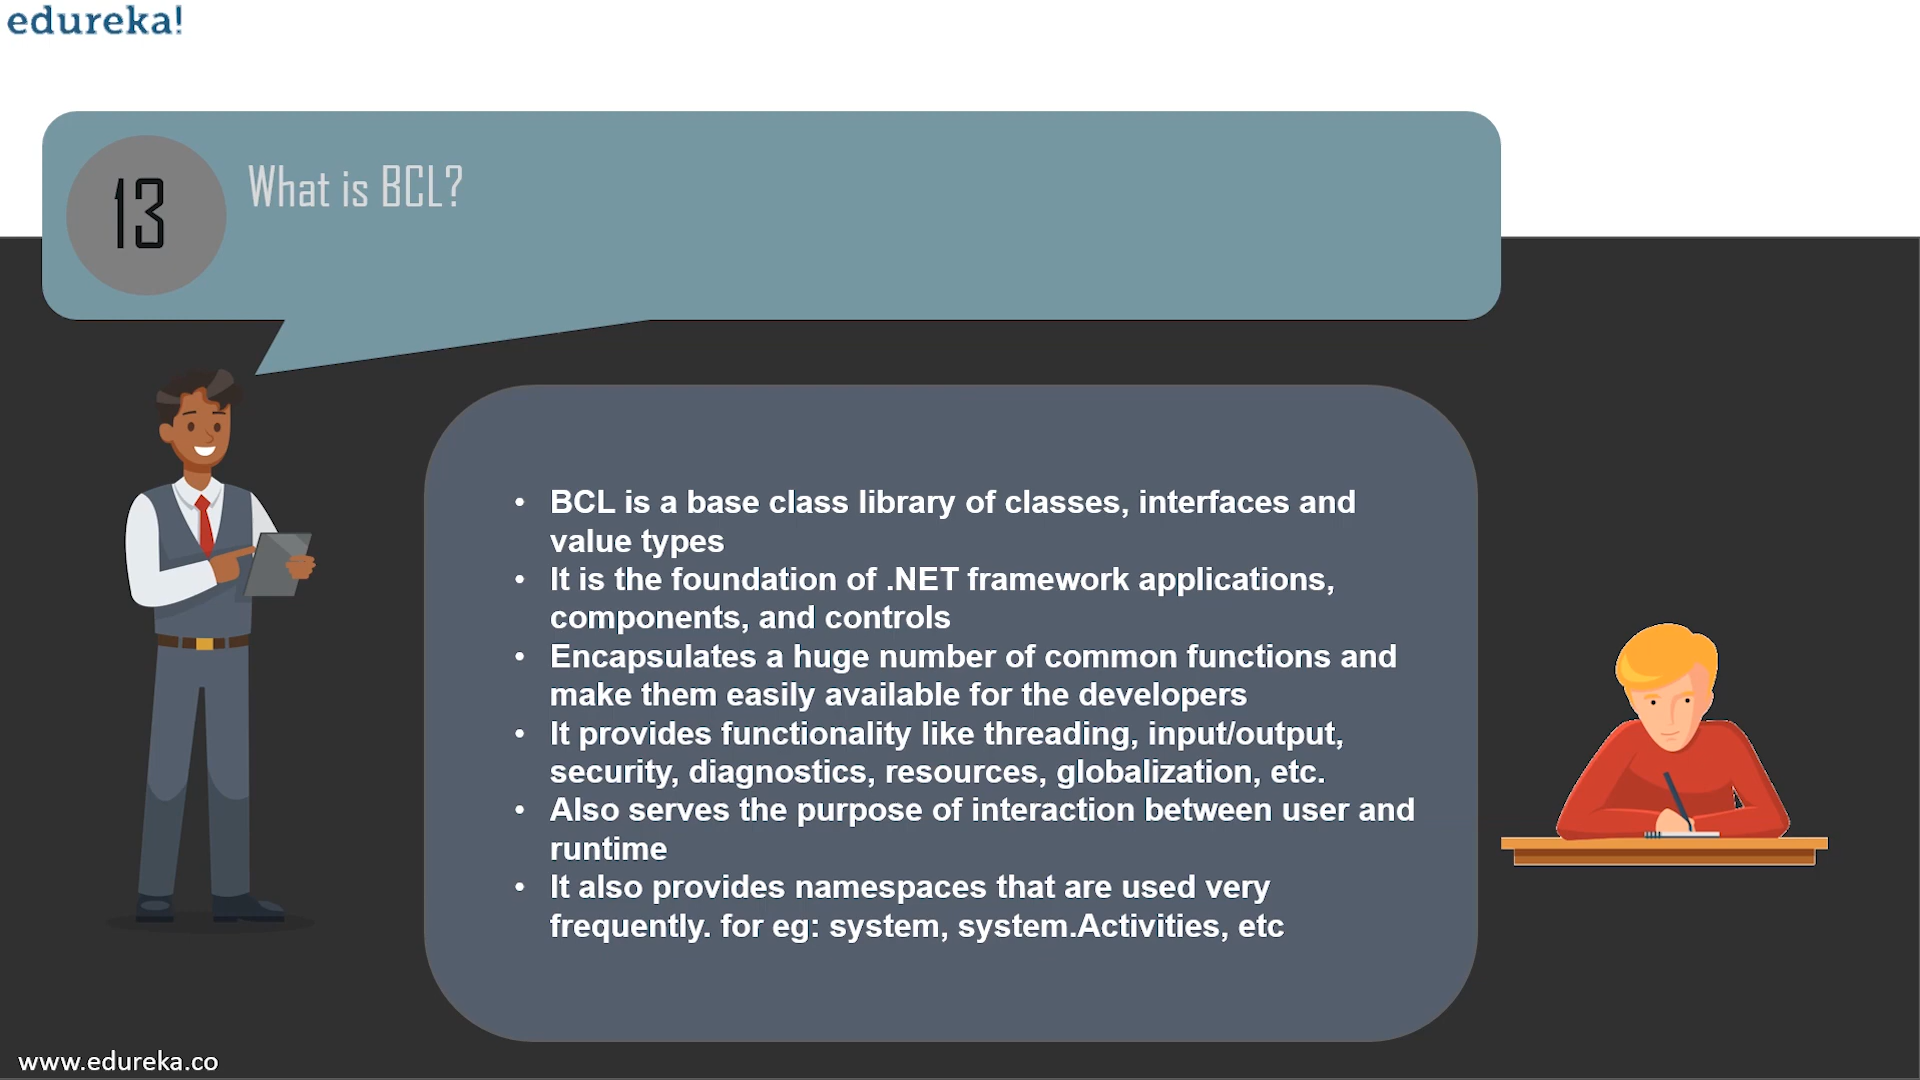 edureka!
13
What is BCL?
• BCL is a base class library of classes, interfaces and
value types
• It is the foundation of .NET framework applications,
components, and controls
• Encapsulates a huge number of common functions and
make them easily available for the developers
• It provides functionality like threading, input/output,
security, diagnostics, resources, globalization, etc.
• Also serves the purpose of interaction between user and
runtime
• It also provides namespaces that are used very
frequently. for eg: system, system.Activities, etc
www.edureka.co